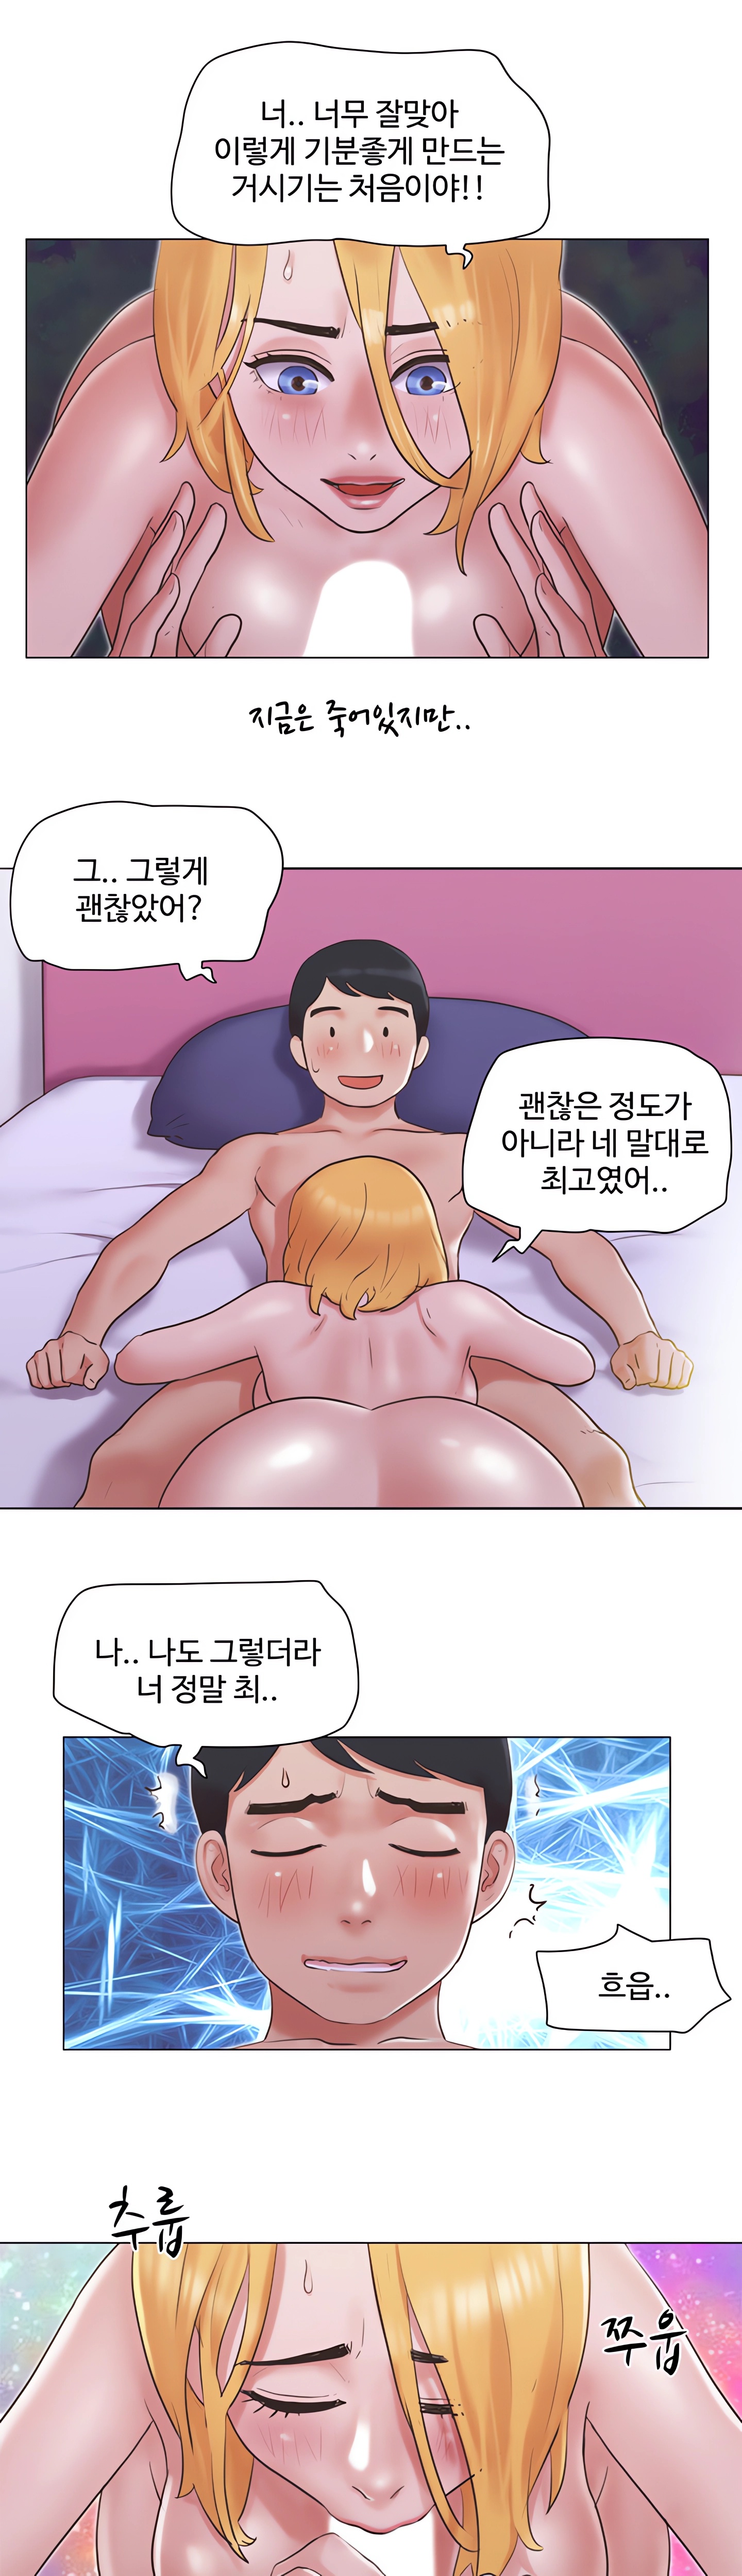 너.. 너무 잘맞아
이렇게 기분좋게 만드는
거시기는 처음이야!!
지금은 죽어있지만..
그.. 그렇게
괜찮았어?
괜찮은 정도가
아니라 네 말대로
최고였어..
나.. 나도 그렇더라
너 정말 최..
흐읍..
추릅
쭈웁